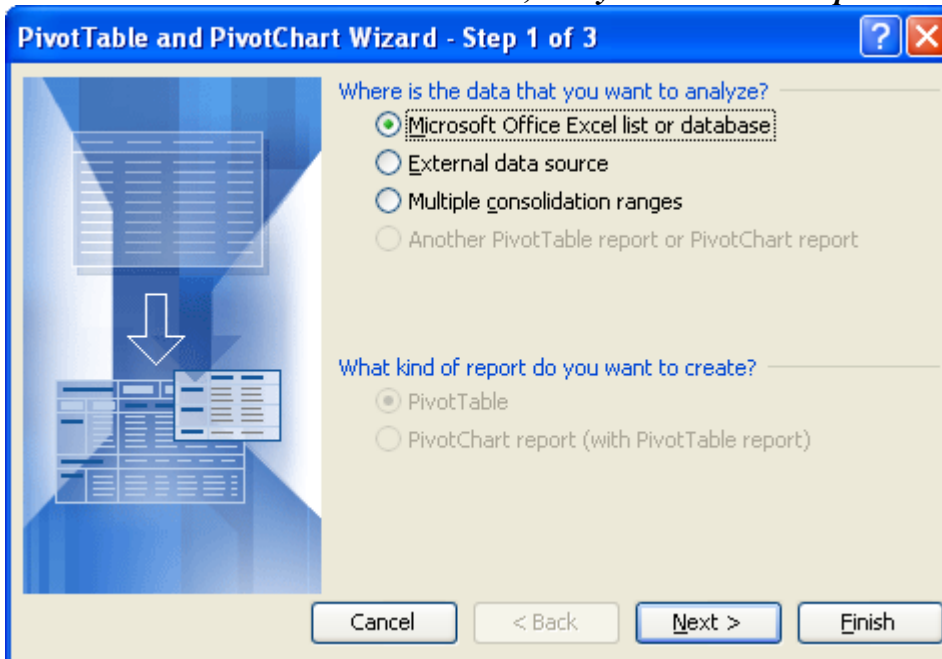 PivotTable and PivotChart Wizard - Step 1 of 3
Where is the data that you want to analyze?
Microsoft Office Excel list or database
External data source
Multiple consolidation ranges
Another PivotTable report or PivotChart report
What kind of report do you want to create?
PivotTable
PivotChart report (with PivotTable report)
Cancel
< Back
Next >
Finish